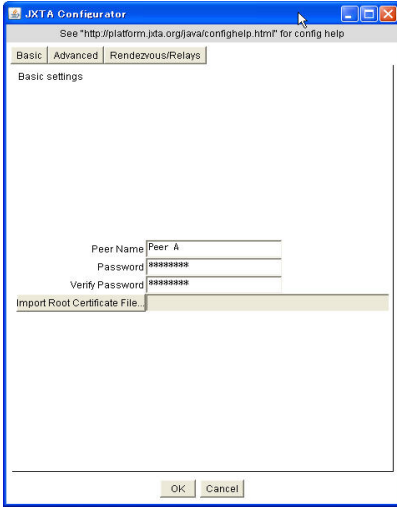 JXTA Configurator
See "http://platform.jxta.org/java/confighelp.html" for config help
Basic Advanced Rendezvous/Relays
Basic settings
Peer Name Peer A
Password ********
Verify Password ********
Import Root Certificate File...
OK Cancel